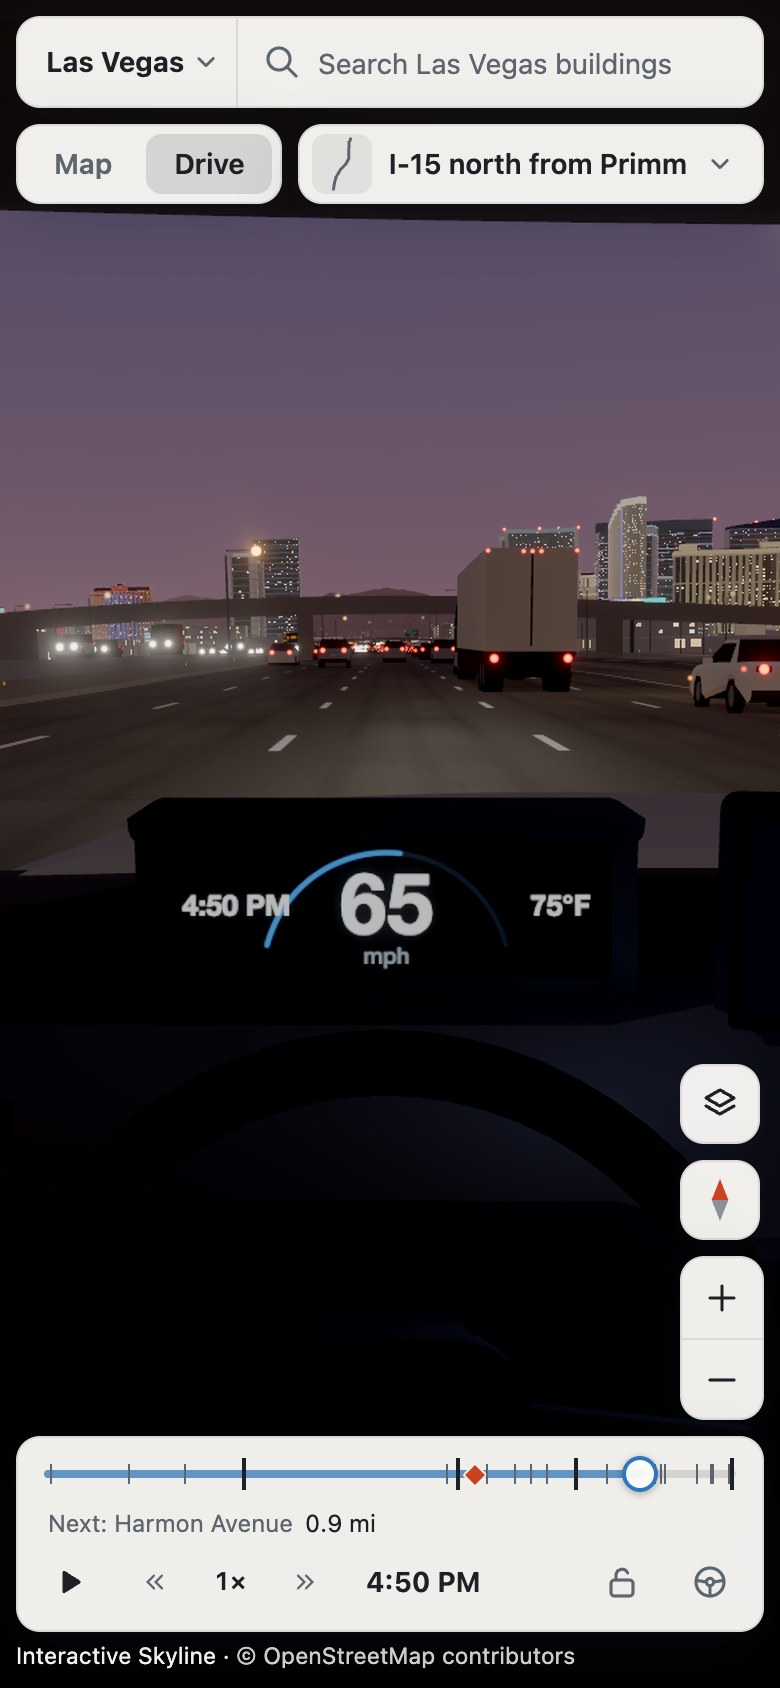 Las Vegas
Search Las Vegas buildings
Map
Drive
I-15 north from Primm
4:50 PM
65
mph
75°F
Next: Harmon Avenue 0.9 mi
1×
4:50 PM
Interactive Skyline · © OpenStreetMap contributors